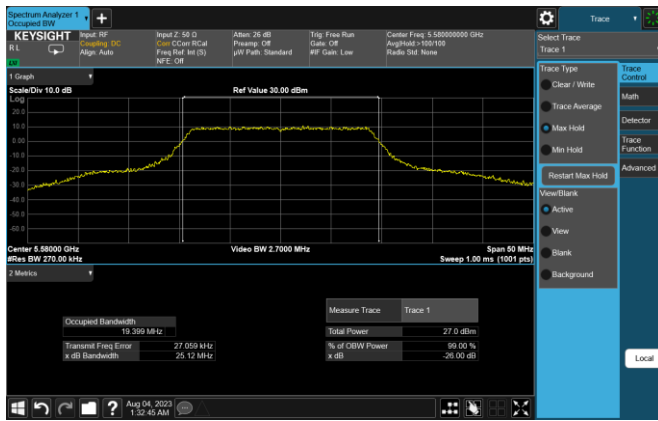 Spectrum Analyzer 1
Occupied BW
+
KEYSIGHT
R L
Input: RF
Coupling: DC
Align: Auto
Input Z: 50 Ω
Corr CCorr RCal
Freq Ref: Int (S)
NFE: Off
Atten: 26 dB
Preamp: Off
µW Path: Standard
Trig: Free Run
Gate: Off
#IF Gain: Low
Center Freq: 5.580000000 GHz
Avg|Hold:>100/100
Radio Std: None
1 Graph
Scale/Div 10.0 dB
Ref Value 30.00 dBm
Log
20.0
10.0
0.00
-10.0
-20.0
-30.0
-40.0
-50.0
-60.0
Center 5.58000 GHz
#Res BW 270.00 kHz
Video BW 2.7000 MHz
Span 50 MHz
Sweep 1.00 ms (1001 pts)
2 Metrics
Occupied Bandwidth
19.399 MHz
Transmit Freq Error 27.059 kHz
x dB Bandwidth 25.12 MHz
Measure Trace Trace 1
Total Power 27.0 dBm
% of OBW Power 99.00 %
x dB -26.00 dB
Aug 04, 2023
1:32:45 AM
Trace
Select Trace
Trace 1
Trace Type
Clear / Write
Trace Average
Max Hold
Min Hold
Restart Max Hold
View/Blank
Active
View
Blank
Background
Trace
Control
Math
Detector
Trace
Function
Advanced
Local